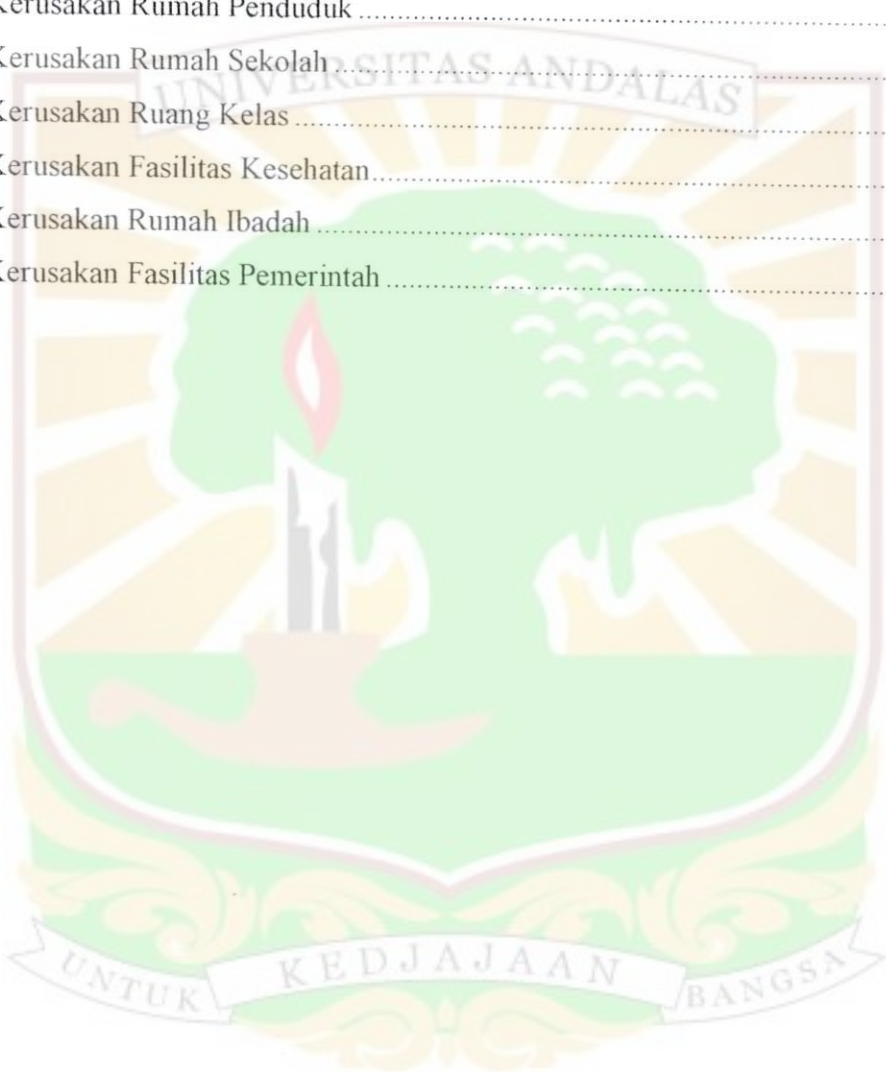 Kerusakan Rumah Penduduk ........................................................
Kerusakan Rumah Sekolah ........................................................
Kerusakan Ruang Kelas ........................................................
Kerusakan Fasilitas Kesehatan ........................................................
Kerusakan Rumah Ibadah ........................................................
Kerusakan Fasilitas Pemerintah ........................................................
UNIVERSITAS ANDALAS
UNTUK KEDJAJAAN BANGSA